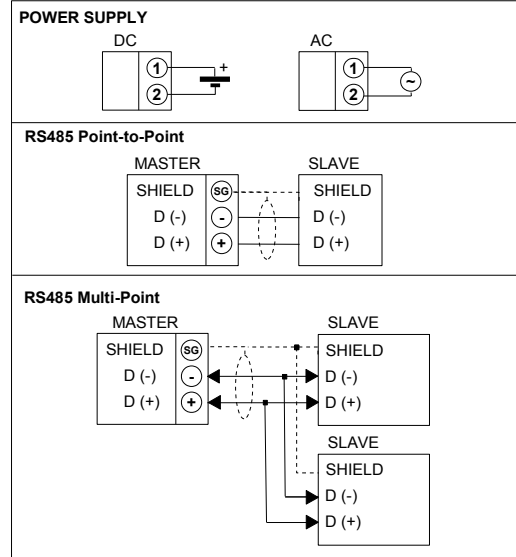 POWER SUPPLY
DC AC
1 + 1
2 2 ~
RS485 Point-to-Point
MASTER SLAVE
SHIELD SG SHIELD
D (-) - D (-)
D (+) + D (+)
RS485 Multi-Point
MASTER SLAVE
SHIELD SG SHIELD
D (-) - D (-)
D (+) + D (+)
SLAVE
SHIELD
D (-)
D (+)